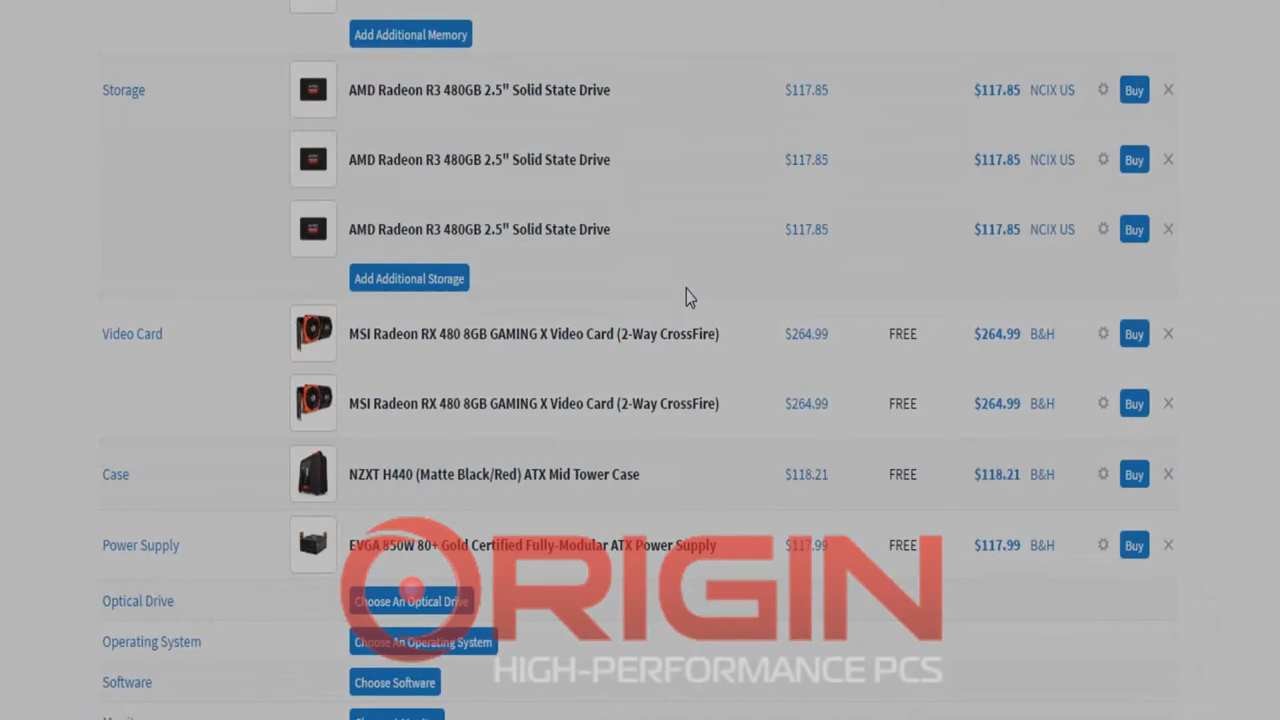 Add Additional Memory
Storage AMD Radeon R3 480GB 2.5" Solid State Drive $117.85 $117.85 NCIX US Buy
AMD Radeon R3 480GB 2.5" Solid State Drive $117.85 $117.85 NCIX US Buy
AMD Radeon R3 480GB 2.5" Solid State Drive $117.85 $117.85 NCIX US Buy
Add Additional Storage
Video Card MSI Radeon RX 480 8GB GAMING X Video Card (2-Way CrossFire) $264.99 FREE $264.99 B&H Buy
MSI Radeon RX 480 8GB GAMING X Video Card (2-Way CrossFire) $264.99 FREE $264.99 B&H Buy
Case NZXT H440 (Matte Black/Red) ATX Mid Tower Case $118.21 FREE $118.21 B&H Buy
Power Supply EVGA 850W 80+ Gold Certified Fully-Modular ATX Power Supply $117.99 FREE $117.99 B&H Buy
Optical Drive Choose An Optical Drive
ORIGIN
Operating System Choose An Operating System
HIGH-PERFORMANCE PCS
Software Choose Software